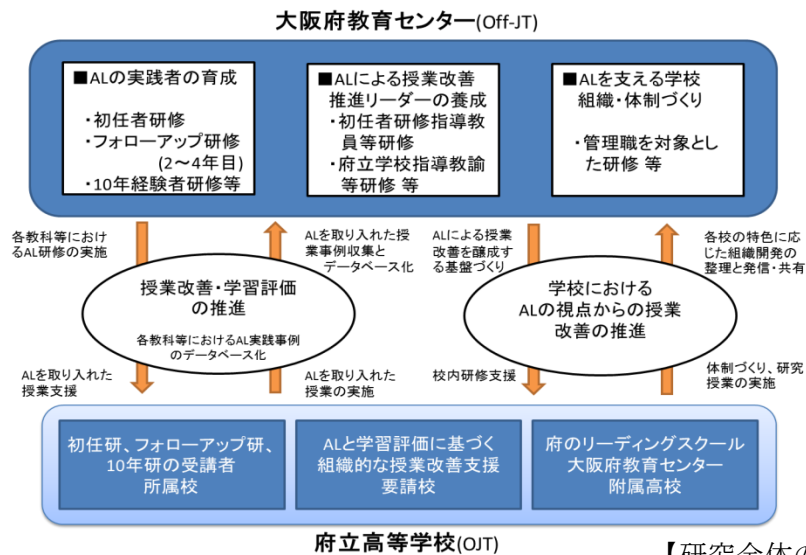 大阪府教育センター(Off-JT)
■ALの実践者の育成
・初任者研修
・フォローアップ研修
(2～4年目)
・10年経験者研修等
■ALによる授業改善
推進リーダーの養成
・初任者研修指導教
員等研修
・府立学校指導教諭
等研修 等
■ALを支える学校
組織・体制づくり
・管理職を対象とし
た研修 等
各教科等におけ
るAL研修の実施
ALを取り入れた授
業事例収集と
データベース化
ALによる授業
改善を醸成す
る基盤づくり
各校の特色に応
じた組織開発の
整理と発信・共有
授業改善・学習評価
の推進
各教科等におけるAL実践事例
のデータベース化
学校における
ALの視点からの授業
改善の推進
ALを取り入れた
授業支援
ALを取り入れた
授業の実施
校内研修支援
体制づくり、研究
授業の実施
初任研、フォローアップ研、
10年研の受講者
所属校
ALと学習評価に基づく
組織的な授業改善支援
要請校
府のリーディングスクール
大阪府教育センター
附属高校
府立高等学校(OJT)
【研究全体の